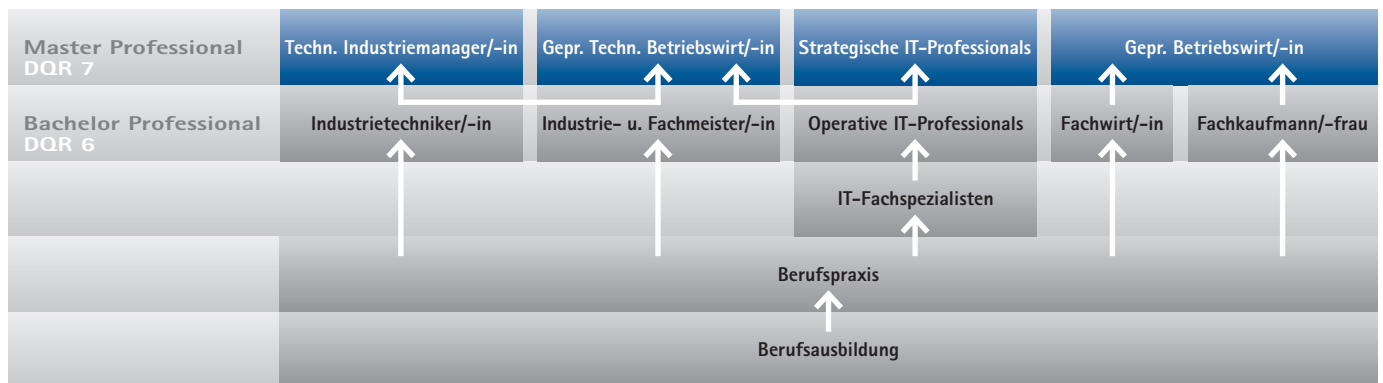 Master Professional
DQR 7
Techn. Industriemanager/-in
Gepr. Techn. Betriebswirt/-in
Strategische IT-Professionals
Gepr. Betriebswirt/-in
Bachelor Professional
DQR 6
Industrietechniker/-in
Industrie- u. Fachmeister/-in
Operative IT-Professionals
Fachwirt/-in
Fachkaufmann/-frau
IT-Fachspezialisten
Berufspraxis
Berufsausbildung